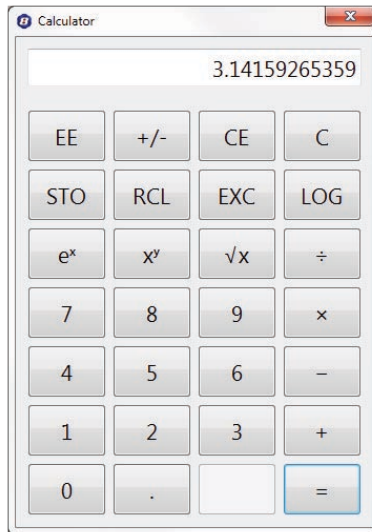 Calculator
3.14159265359
EE +/- CE C
STO RCL EXC LOG
eˣ xʸ √x ÷
7 8 9 ×
4 5 6 −
1 2 3 +
0 . =